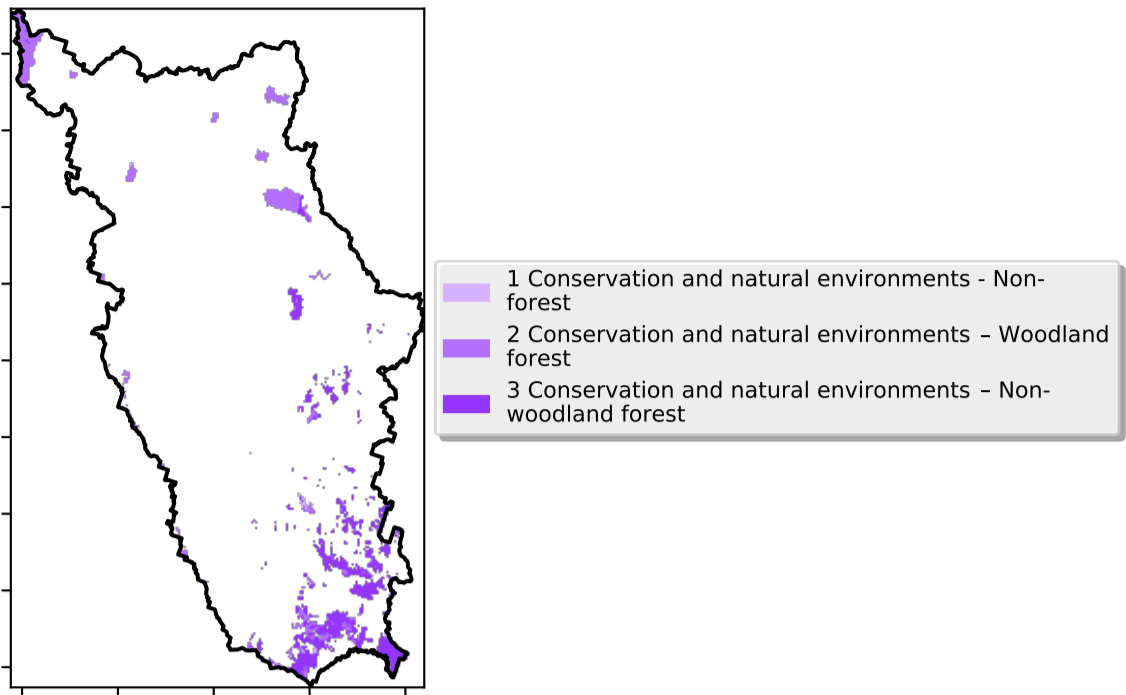 1 Conservation and natural environments - Non-
forest
2 Conservation and natural environments – Woodland
forest
3 Conservation and natural environments – Non-
woodland forest